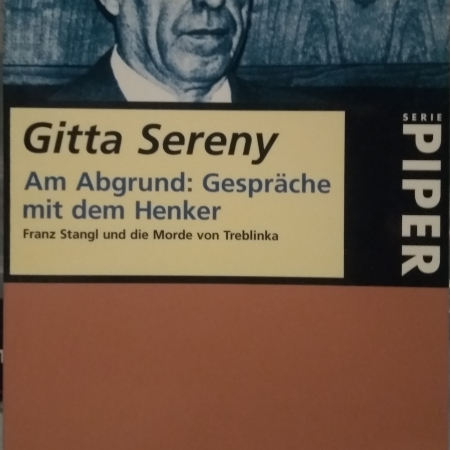 Gitta Sereny
Am Abgrund: Gespräche
mit dem Henker
Franz Stangl und die Morde von Treblinka
SERIE
PIPER